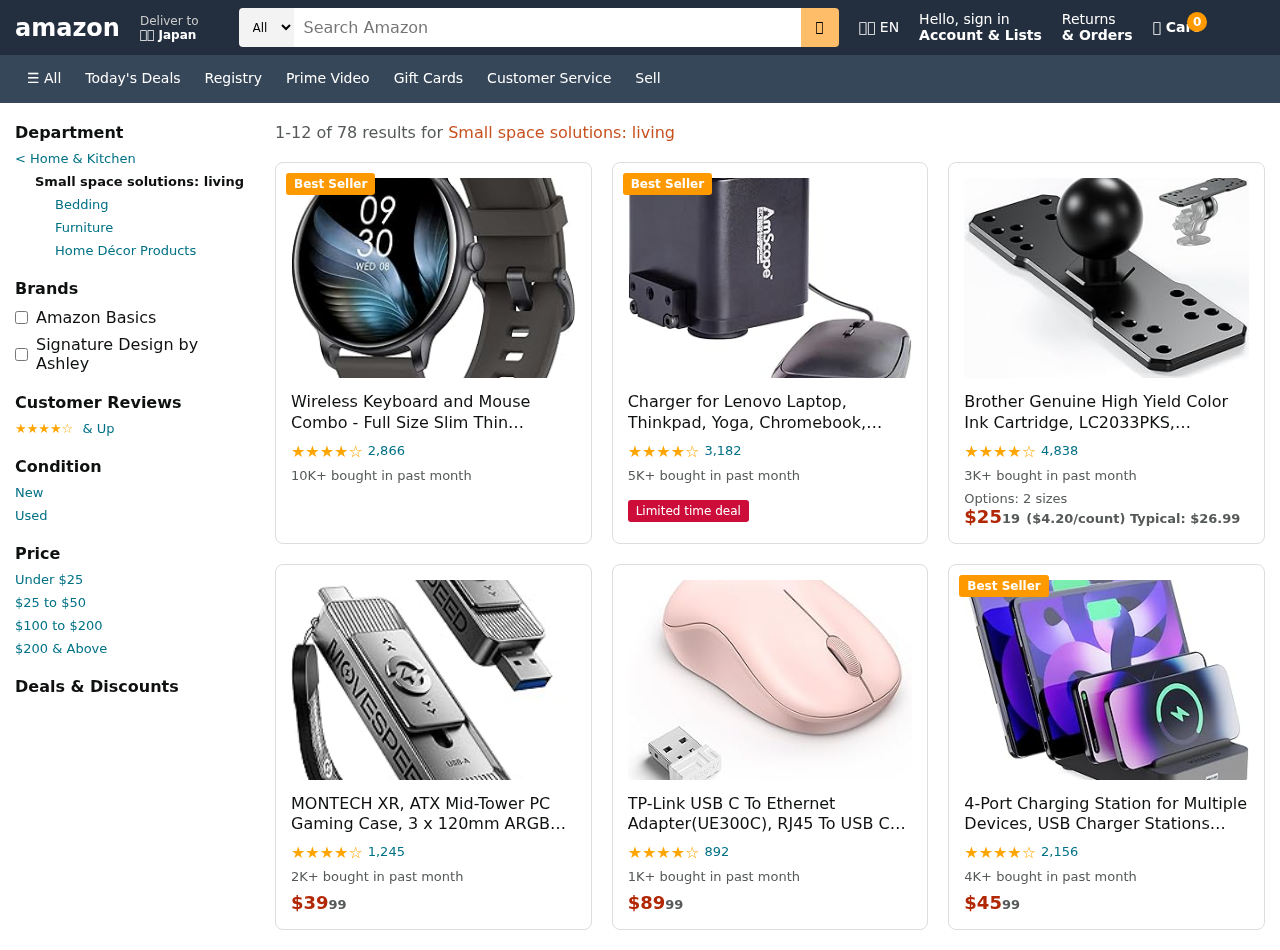 amazon
Deliver to
Japan
All
Search Amazon
EN
Hello, sign in
Account & Lists
Returns
& Orders
Cart
0
☰ All
Today's Deals
Registry
Prime Video
Gift Cards
Customer Service
Sell
Department
< Home & Kitchen
Small space solutions: living
Bedding
Furniture
Home Décor Products
Brands
Amazon Basics
Signature Design by
Ashley
Customer Reviews
★★★★☆ & Up
Condition
New
Used
Price
Under $25
$25 to $50
$100 to $200
$200 & Above
Deals & Discounts
1-12 of 78 results for Small space solutions: living
Best Seller
09
30
WED 08
Wireless Keyboard and Mouse
Combo - Full Size Slim Thin…
★★★★☆ 2,866
10K+ bought in past month
Best Seller
AmScope
Charger for Lenovo Laptop,
Thinkpad, Yoga, Chromebook,…
★★★★☆ 3,182
5K+ bought in past month
Limited time deal
Brother Genuine High Yield Color
Ink Cartridge, LC2033PKS,…
★★★★☆ 4,838
3K+ bought in past month
Options: 2 sizes
$2519 ($4.20/count) Typical: $26.99
MOVESPEED
USB-A
MONTECH XR, ATX Mid-Tower PC
Gaming Case, 3 x 120mm ARGB…
★★★★☆ 1,245
2K+ bought in past month
$3999
TP-Link USB C To Ethernet
Adapter(UE300C), RJ45 To USB C…
★★★★☆ 892
1K+ bought in past month
$8999
Best Seller
4-Port Charging Station for Multiple
Devices, USB Charger Stations…
★★★★☆ 2,156
4K+ bought in past month
$4599